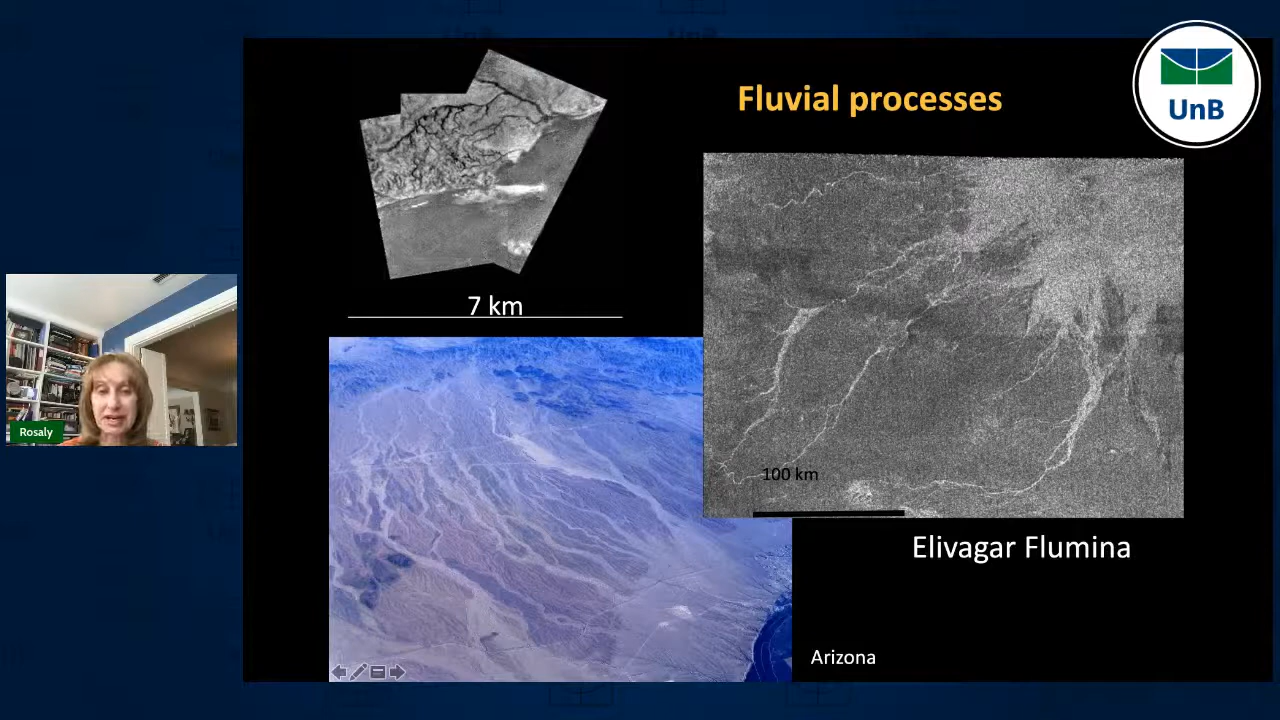 Fluvial processes
UnB
7 km
Rosaly
100 km
Elivagar Flumina
Arizona